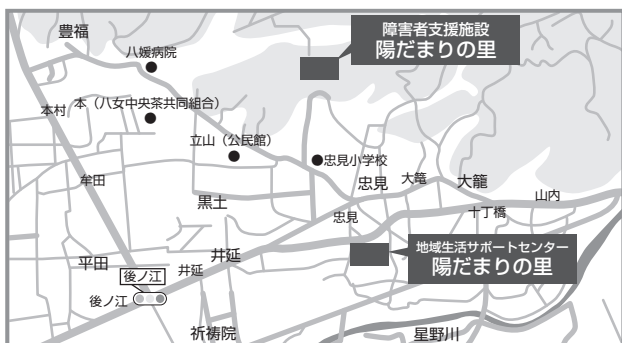 障害者支援施設
陽だまりの里
豊福
八媛病院
本村
本（八女中央茶共同組合）
立山（公民館）
忠見小学校
牟田
忠見
大篭
大籠
黒土
忠見
十丁橋
山内
井延
井延
平田
後ノ江
後ノ江
地域生活サポートセンター
陽だまりの里
祈祷院
星野川